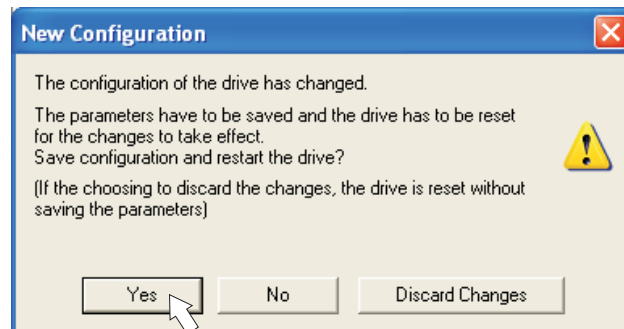 New Configuration
The configuration of the drive has changed.
The parameters have to be saved and the drive has to be reset
for the changes to take effect.
Save configuration and restart the drive?
(If the choosing to discard the changes, the drive is reset without
saving the parameters)
Yes No Discard Changes